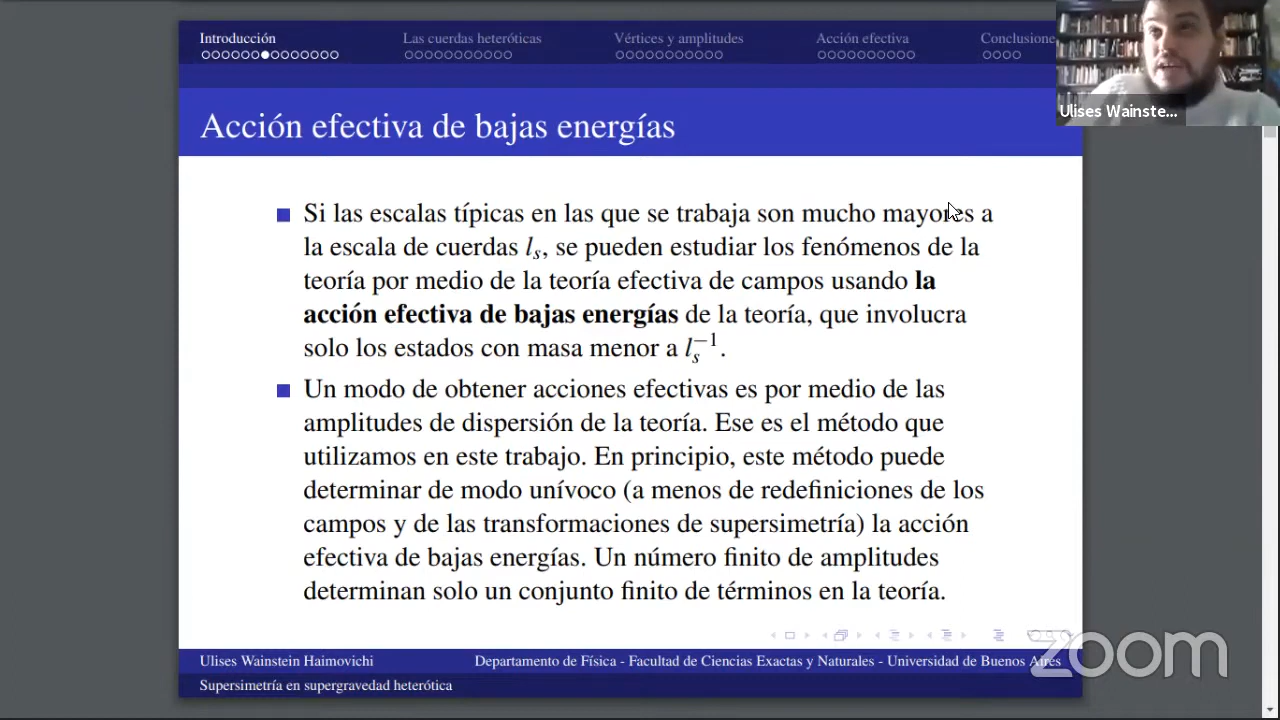 Introducción
Las cuerdas heteróticas
Vértices y amplitudes
Acción efectiva
Conclusione
Ulises Wainste...
Acción efectiva de bajas energías
Si las escalas típicas en las que se trabaja son mucho mayores a
la escala de cuerdas lₛ, se pueden estudiar los fenómenos de la
teoría por medio de la teoría efectiva de campos usando la
acción efectiva de bajas energías de la teoría, que involucra
solo los estados con masa menor a lₛ⁻¹.
Un modo de obtener acciones efectivas es por medio de las
amplitudes de dispersión de la teoría. Ese es el método que
utilizamos en este trabajo. En principio, este método puede
determinar de modo unívoco (a menos de redefiniciones de los
campos y de las transformaciones de supersimetría) la acción
efectiva de bajas energías. Un número finito de amplitudes
determinan solo un conjunto finito de términos en la teoría.
zoom
Ulises Wainstein Haimovichi
Departamento de Física - Facultad de Ciencias Exactas y Naturales - Universidad de Buenos Aires
Supersimetría en supergravedad heterótica